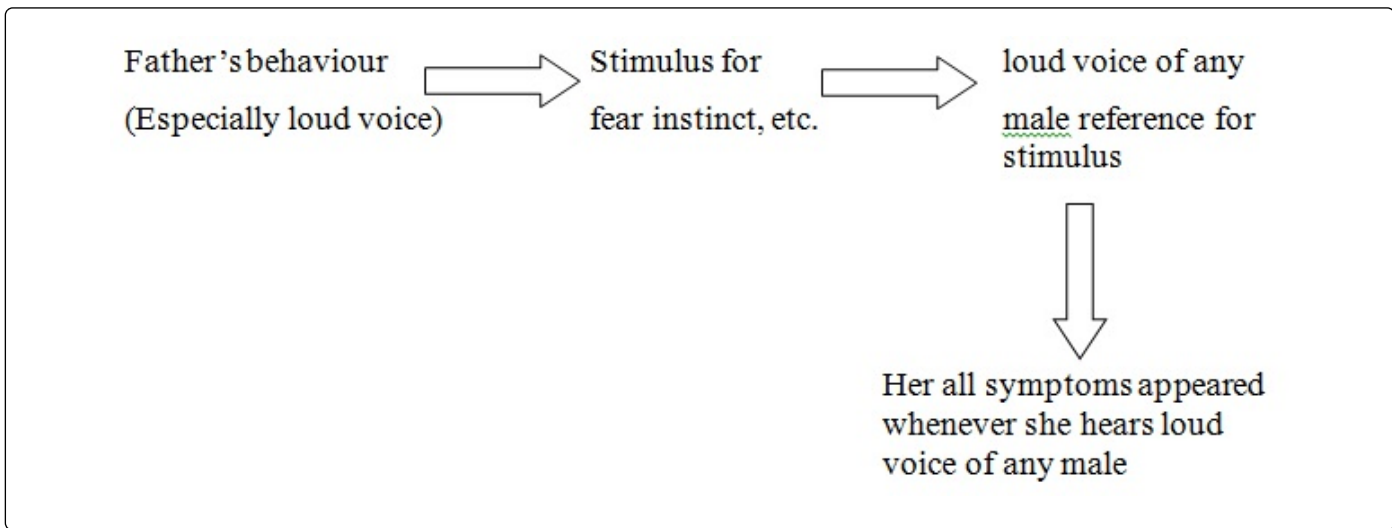 Father's behaviour
(Especially loud voice)
Stimulus for
fear instinct, etc.
loud voice of any
male reference for
stimulus
Her all symptoms appeared
whenever she hears loud
voice of any male